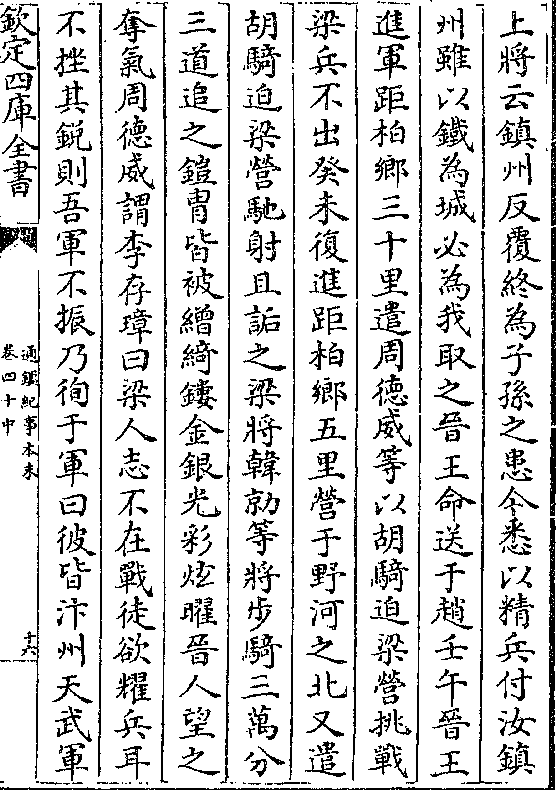 上將云鎮州反覆終為子孫之患今悉以精兵付汝鎮
州雖以鐵為城必為我取之晉王命送于趙壬午晉王
進軍距柏鄉三十里遣周德威等以胡騎迫梁營挑戰
梁兵不出癸未復進距柏鄉五里營于野河之北又遣
胡騎迫梁營馳射且詬之梁將韓勍等將步騎三萬分
三道追之鎧胄皆被繒綺鏤金銀光彩炫曜晉人望之
奪氣周德威謂李存璋曰梁人志不在戰徒欲耀兵耳
不挫其銳則吾軍不振乃徇于軍曰彼皆汴州天武軍
欽定四庫全書
通鑑紀事本末
卷四十中
十六